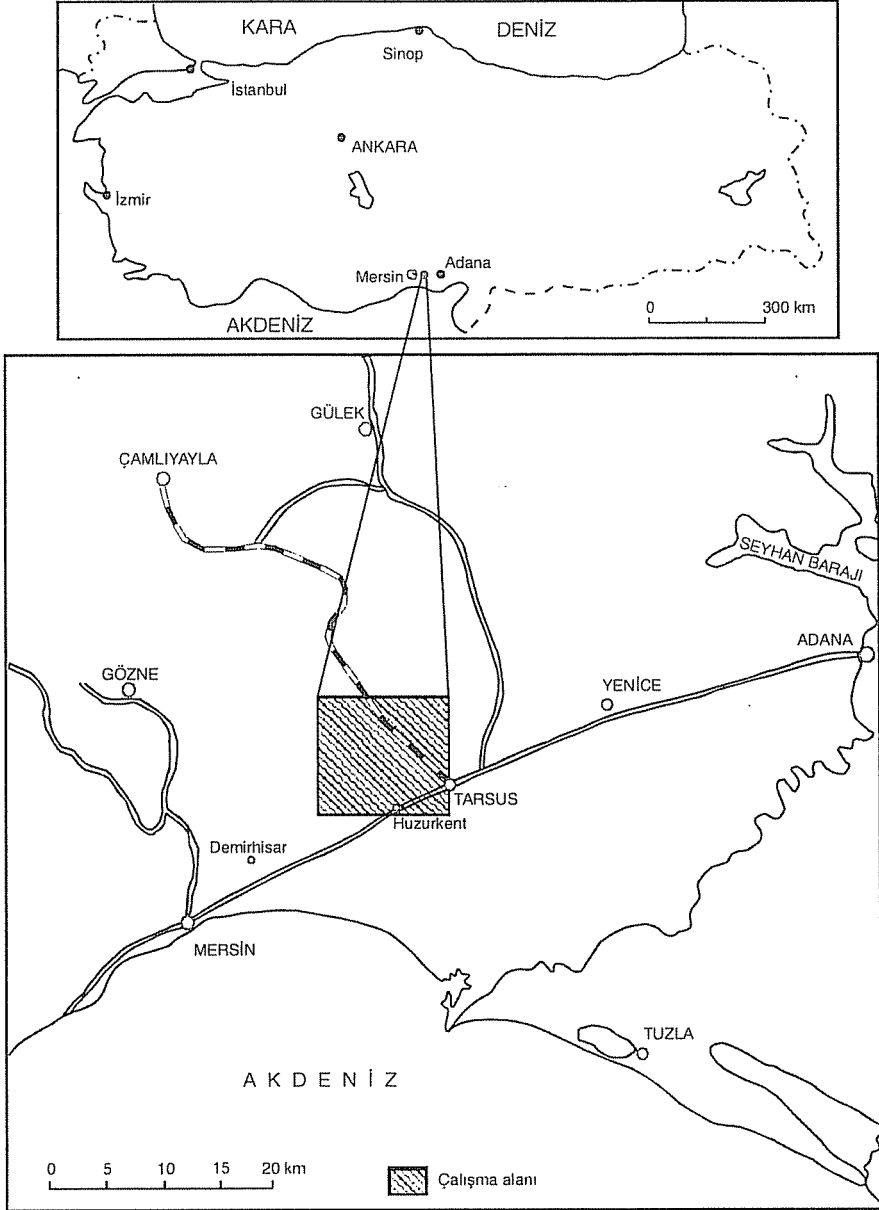 KARA DENİZ
Sinop
İstanbul
ANKARA
İzmir
Mersin Adana
AKDENİZ
0 300 km
GÜLEK
ÇAMLIYAYLA
SEYHAN BARAJI
ADANA
GÖZNE
YENİCE
TARSUS
Huzurkent
Demirhisar
MERSİN
TUZLA
AKDENİZ
0 5 10 15 20 km
Çalışma alanı